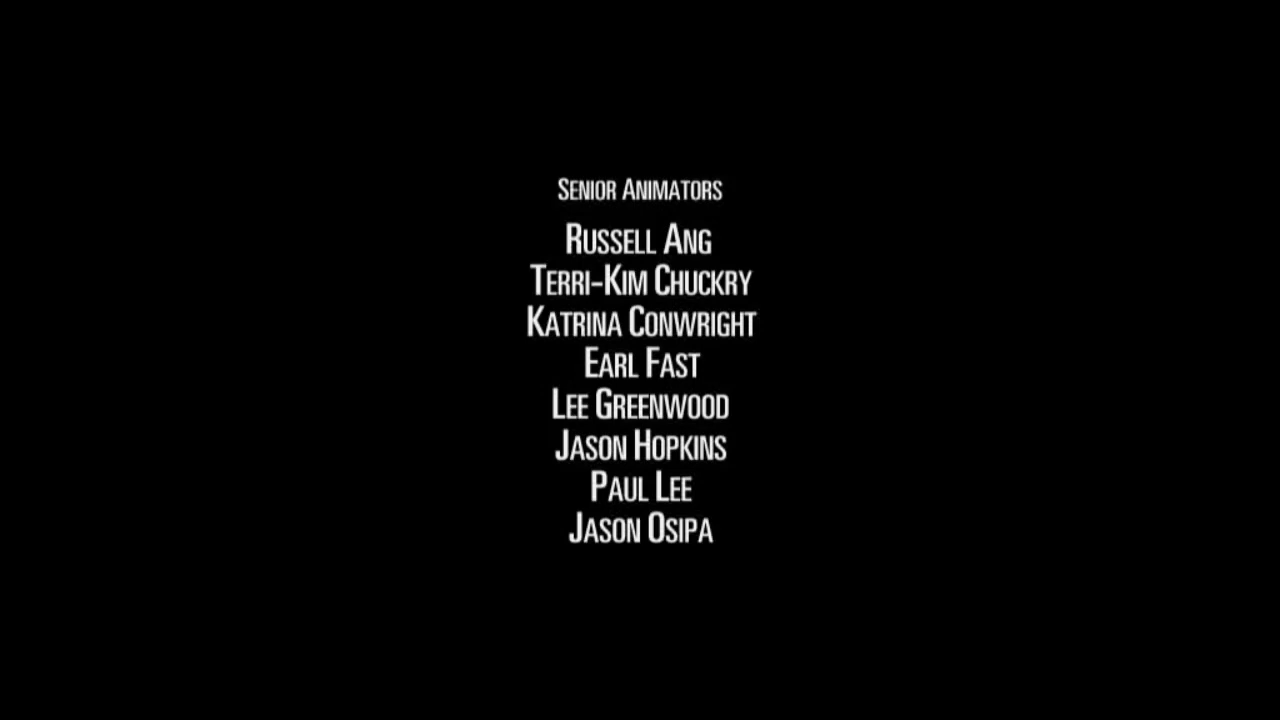 Senior Animators
Russell Ang
Terri-Kim Chuckry
Katrina Conwright
Earl Fast
Lee Greenwood
Jason Hopkins
Paul Lee
Jason Osipa